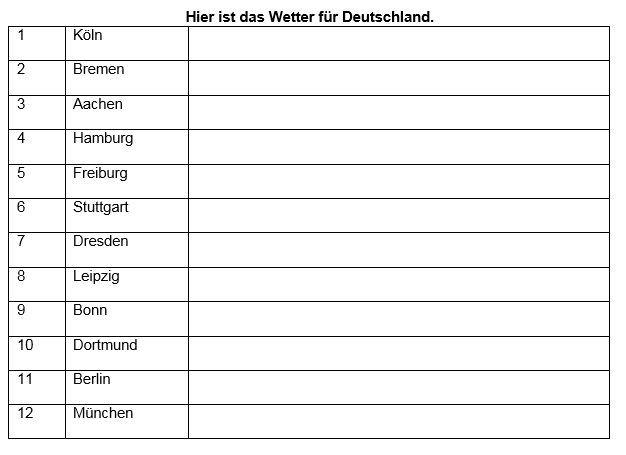 Hier ist das Wetter für Deutschland.
1 Köln
2 Bremen
3 Aachen
4 Hamburg
5 Freiburg
6 Stuttgart
7 Dresden
8 Leipzig
9 Bonn
10 Dortmund
11 Berlin
12 München